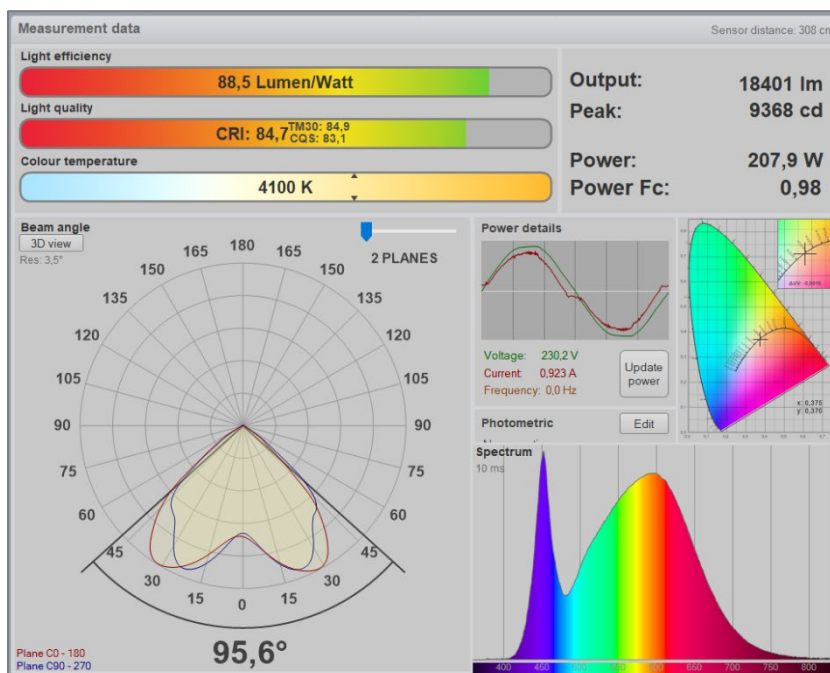 Measurement data
Sensor distance: 308 cm
Light efficiency
88,5 Lumen/Watt
Light quality
CRI: 84,7 TM30: 84,9
CQS: 83,1
Colour temperature
4100 K
Output: 18401 lm
Peak: 9368 cd
Power: 207,9 W
Power Fc: 0,98
Beam angle
3D view
Res: 3,5°
2 PLANES
165 180 165
150 150
135 135
120 120
105 105
90 90
75 75
60 60
45 45
30 30
15 0 15
95,6°
Plane C0 - 180
Plane C90 - 270
Power details
Voltage: 230,2 V
Current: 0,923 A
Frequency: 0,0 Hz
Update
power
x: 0,375
y: 0,370
Photometric
Edit
Spectrum
10 ms
400 450 500 550 600 650 700 750 800